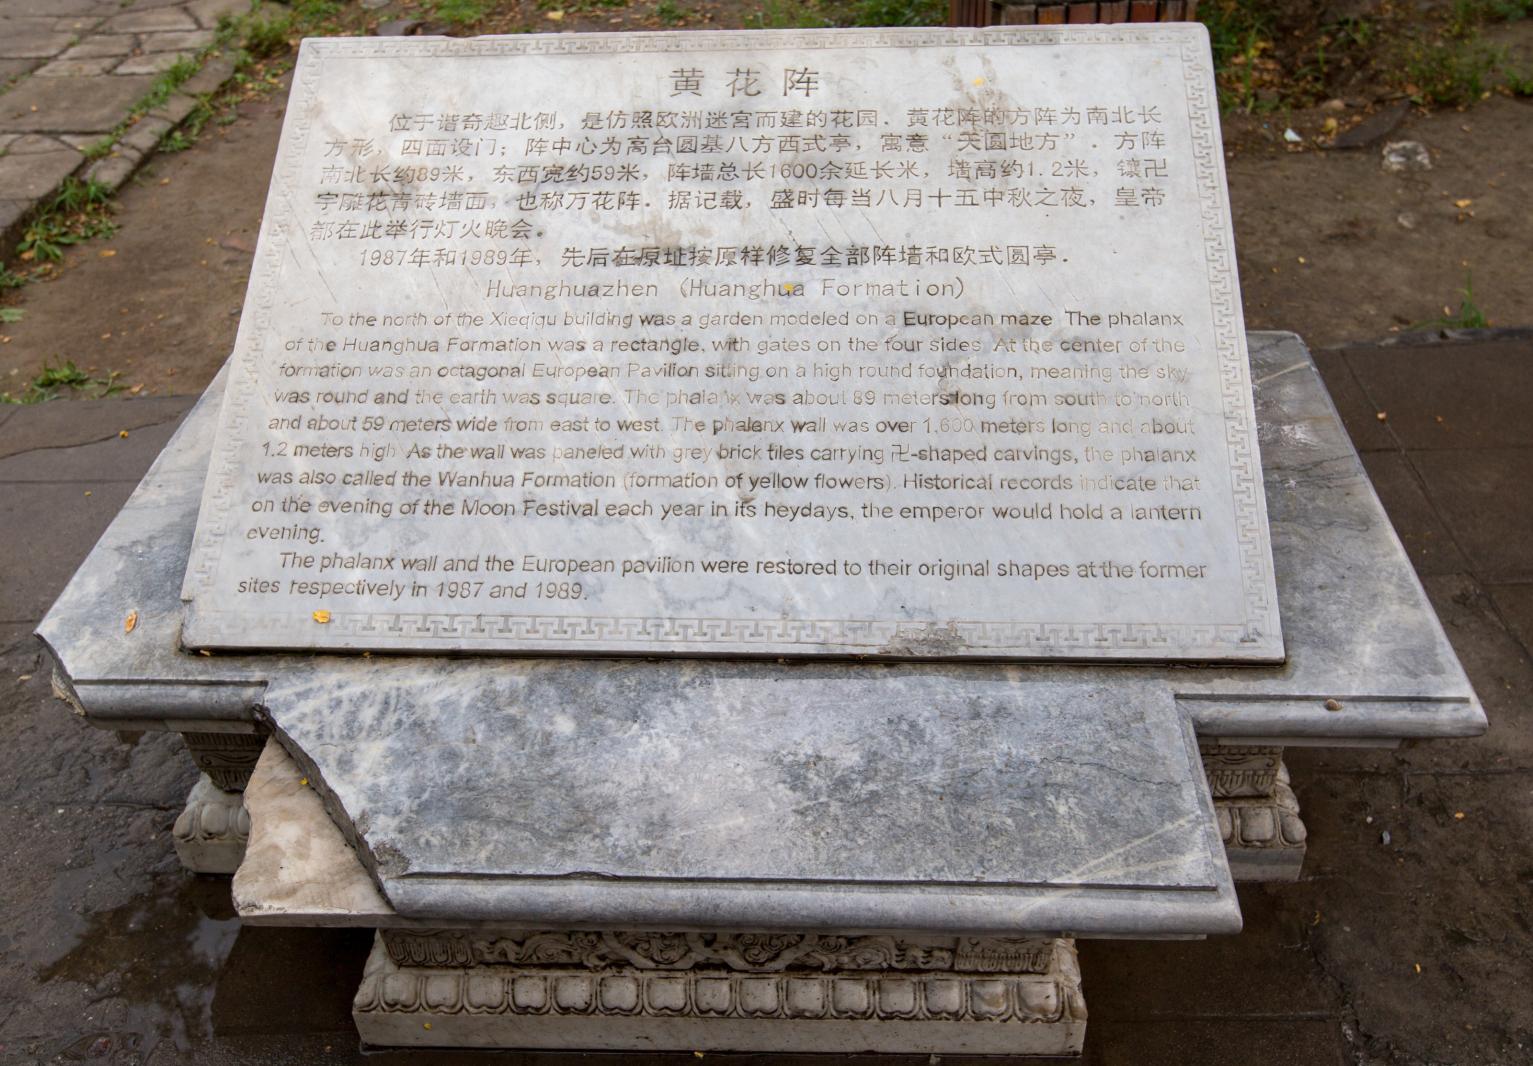 黄花阵
位于谐奇趣北侧，是仿照欧洲迷宫而建的花园．黄花阵的方阵为南北长
方形，四面设门；阵中心为高台圆基八方西式亭，寓意“天圆地方”．方阵
南北长约89米，东西宽约59米，阵墙总长1600余延长米，墙高约1.2米，镶卍
字雕花青砖墙面，也称万花阵．据记载，盛时每当八月十五中秋之夜，皇帝
都在此举行灯火晚会．
1987年和1989年，先后在原址按原样修复全部阵墙和欧式圆亭．
Huanghuazhen (Huanghua Formation)
To the north of the Xieqiqu building was a garden modeled on a European maze The phalanx
of the Huanghua Formation was a rectangle, with gates on the four sides. At the center of the
formation was an octagonal European Pavilion sitting on a high round foundation, meaning the sky
was round and the earth was square. The phalanx was about 89 meters long from south to north
and about 59 meters wide from east to west. The phalanx wall was over 1,600 meters long and about
1.2 meters high As the wall was paneled with grey brick tiles carrying 卍-shaped carvings, the phalanx
was also called the Wanhua Formation (formation of yellow flowers). Historical records indicate that
on the evening of the Moon Festival each year in its heydays, the emperor would hold a lantern
evening.
The phalanx wall and the European pavilion were restored to their original shapes at the former
sites respectively in 1987 and 1989.